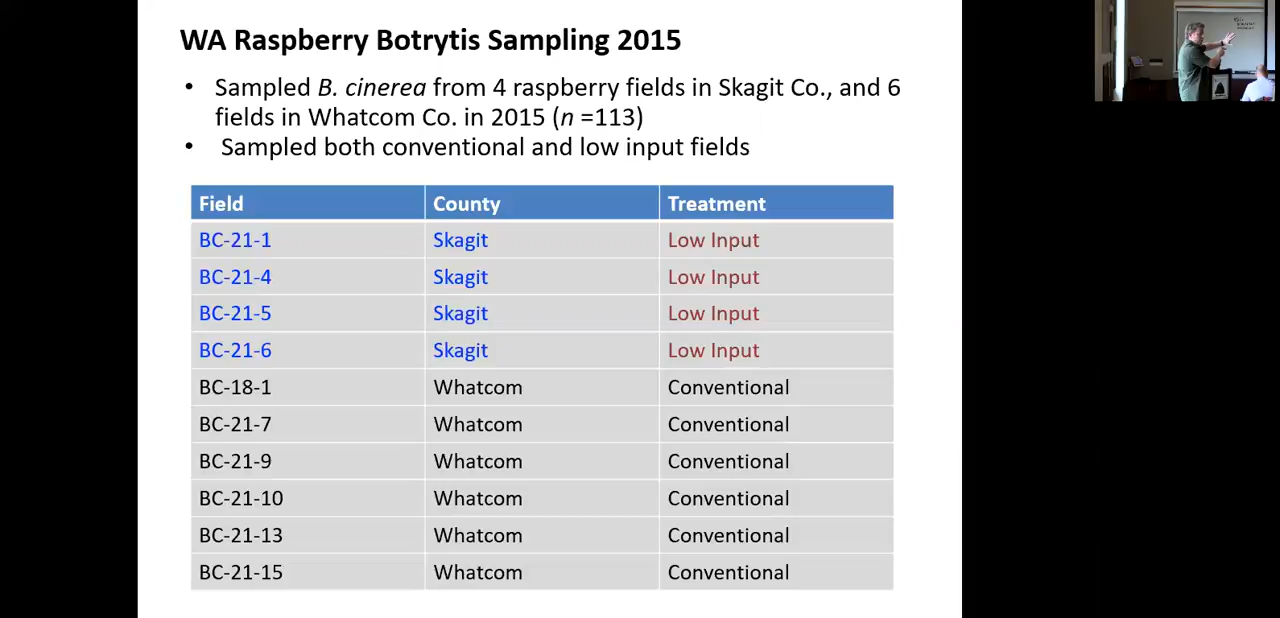 WA Raspberry Botrytis Sampling 2015
• Sampled B. cinerea from 4 raspberry fields in Skagit Co., and 6
fields in Whatcom Co. in 2015 (n =113)
• Sampled both conventional and low input fields
Field County Treatment
BC-21-1 Skagit Low Input
BC-21-4 Skagit Low Input
BC-21-5 Skagit Low Input
BC-21-6 Skagit Low Input
BC-18-1 Whatcom Conventional
BC-21-7 Whatcom Conventional
BC-21-9 Whatcom Conventional
BC-21-10 Whatcom Conventional
BC-21-13 Whatcom Conventional
BC-21-15 Whatcom Conventional